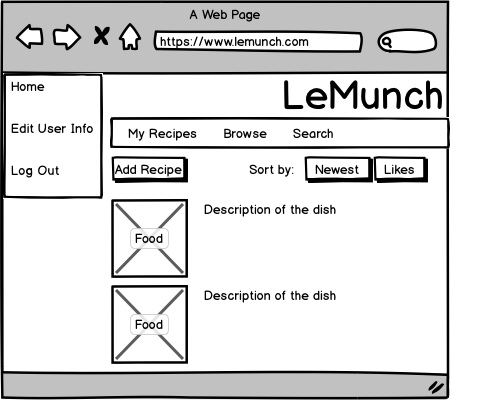 A Web Page
https://www.lemunch.com
Home
Edit User Info
Log Out
LeMunch
My Recipes Browse Search
Add Recipe Sort by: Newest Likes
Food Description of the dish
Food Description of the dish